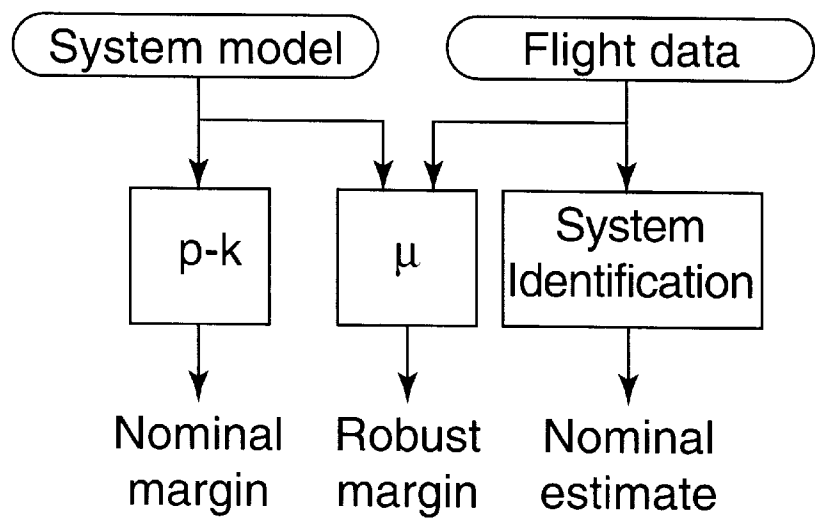 System model
Flight data
p-k
μ
System
Identification
Nominal
margin
Robust
margin
Nominal
estimate